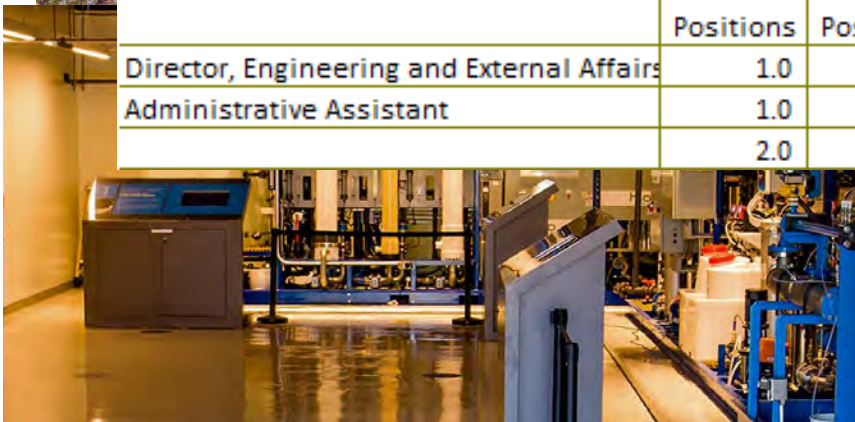 Positions
Director, Engineering and External Affairs 1.0
Administrative Assistant 1.0
2.0